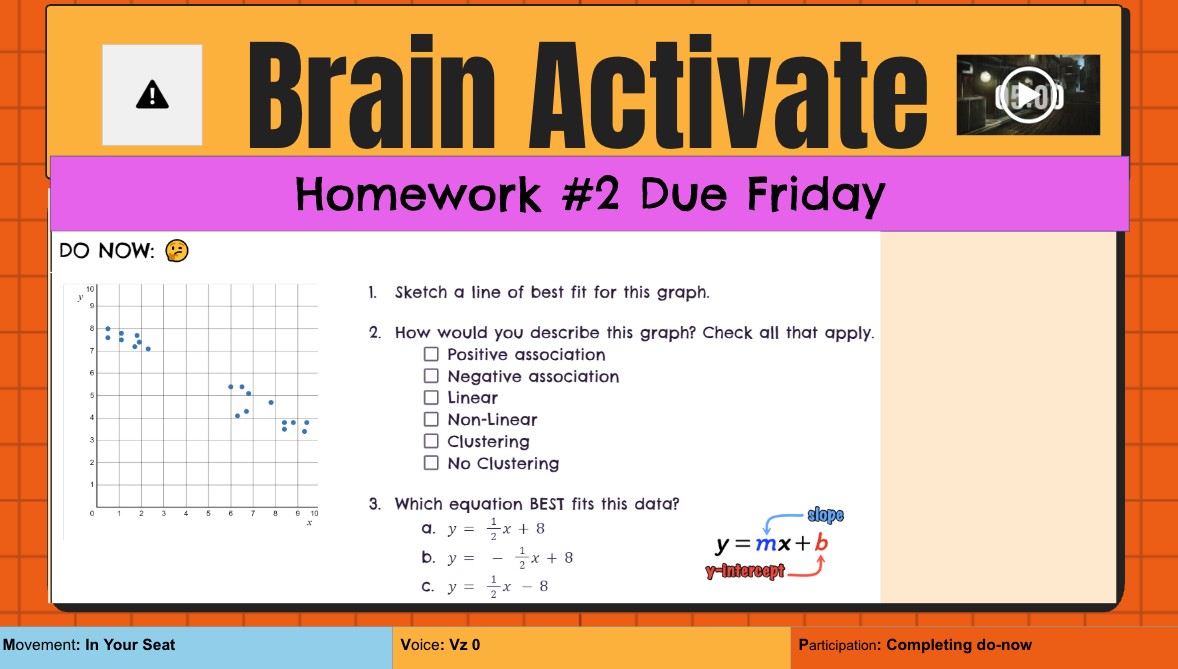 Brain Activate
05:00
Homework #2 Due Friday
DO NOW:
y
10
9
8
7
6
5
4
3
2
1
0 1 2 3 4 5 6 7 8 9 10
x
1. Sketch a line of best fit for this graph.
2. How would you describe this graph? Check all that apply.
Positive association
Negative association
Linear
Non-Linear
Clustering
No Clustering
3. Which equation BEST fits this data?
a. y = 1/2 x + 8
b. y = - 1/2 x + 8
c. y = 1/2 x - 8
slope
y = mx + b
y-intercept
Movement: In Your Seat
Voice: Vz 0
Participation: Completing do-now